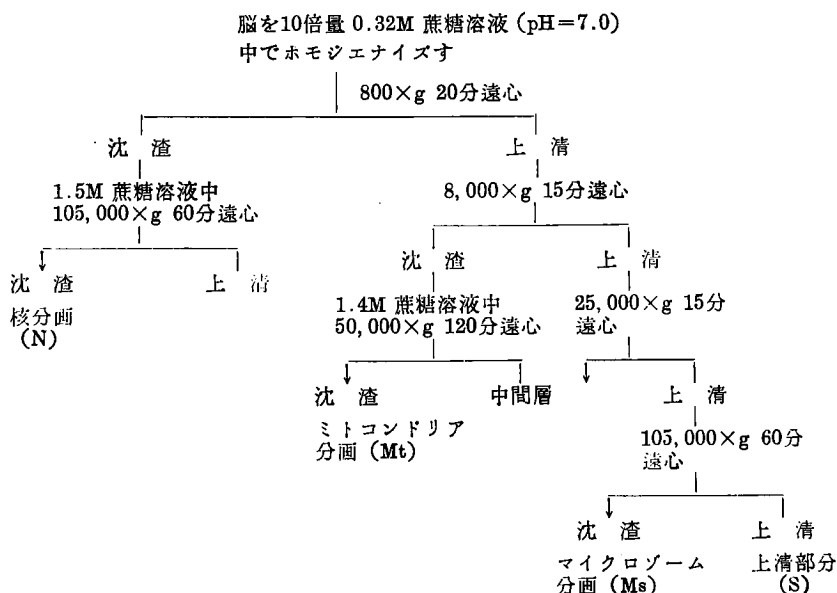 脳を10倍量 0.32M 蔗糖溶液 (pH=7.0)
中でホモジエナイズす
800×g 20分遠心
沈 渣
上 清
1.5M 蔗糖溶液中
105,000×g 60分遠心
8,000×g 15分遠心
沈 渣
上 清
核分画
(N)
沈 渣
上 清
1.4M 蔗糖溶液中
50,000×g 120分遠心
25,000×g 15分
遠心
沈 渣
中間層
上 清
ミトコンドリア
分画 (Mt)
105,000×g 60分
遠心
沈 渣
上 清
マイクロゾーム
分画 (Ms)
上清部分
(S)